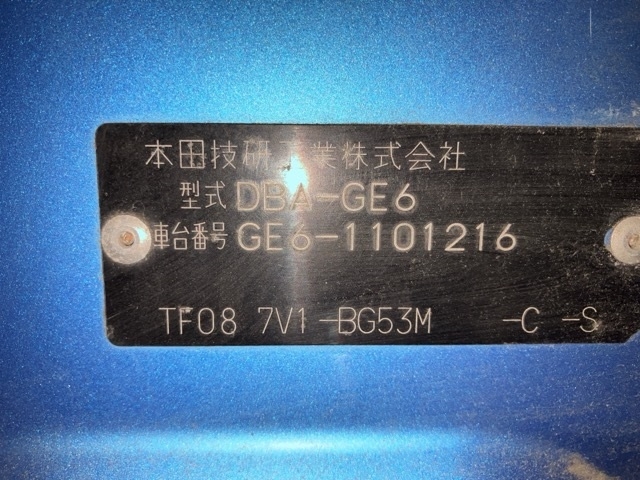 本田技研工業株式会社
型式 DBA-GE6
車台番号 GE6-1101216
TF08 7V1-BG53M -C -S